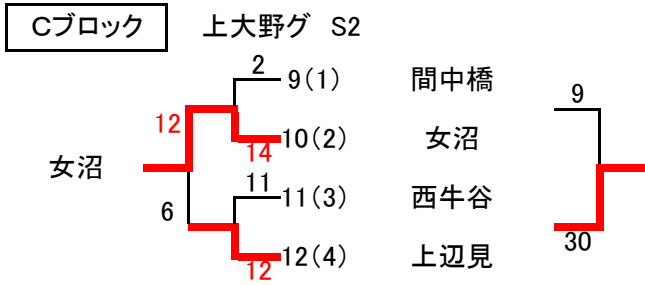 Cブロック 上大野グ S2
2
9(1) 間中橋
9
12
14
10(2) 女沼
女沼
11
11(3) 西牛谷
6
12
12(4) 上辺見
30